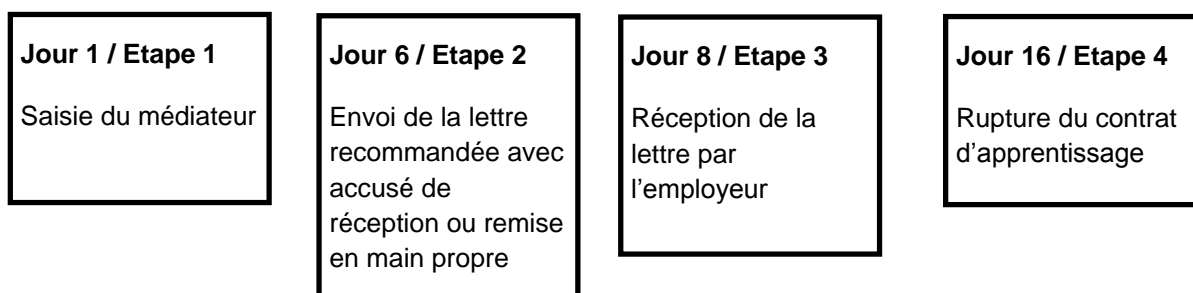 Jour 1 / Etape 1
Saisie du médiateur
Jour 6 / Etape 2
Envoi de la lettre
recommandée avec
accusé de
réception ou remise
en main propre
Jour 8 / Etape 3
Réception de la
lettre par
l’employeur
Jour 16 / Etape 4
Rupture du contrat
d’apprentissage